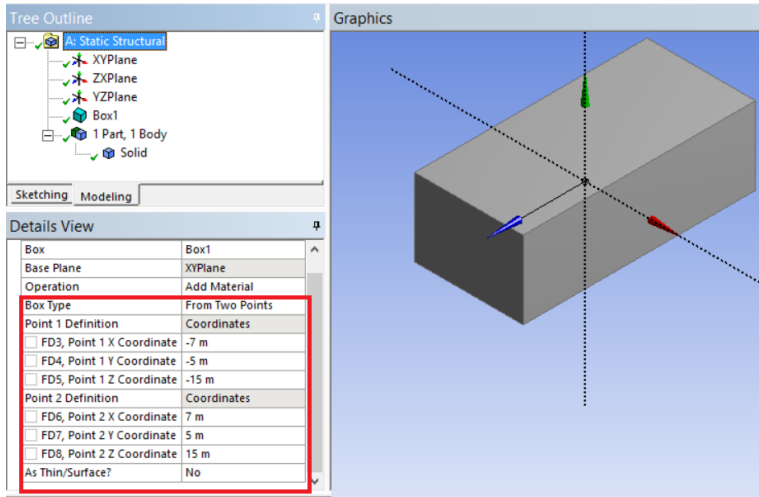 Tree Outline
Graphics
A: Static Structural
XYPlane
ZXPlane
YZPlane
Box1
1 Part, 1 Body
Solid
Sketching Modeling
Details View
Box Box1
Base Plane XYPlane
Operation Add Material
Box Type From Two Points
Point 1 Definition Coordinates
FD3, Point 1 X Coordinate -7 m
FD4, Point 1 Y Coordinate -5 m
FD5, Point 1 Z Coordinate -15 m
Point 2 Definition Coordinates
FD6, Point 2 X Coordinate 7 m
FD7, Point 2 Y Coordinate 5 m
FD8, Point 2 Z Coordinate 15 m
As Thin/Surface? No